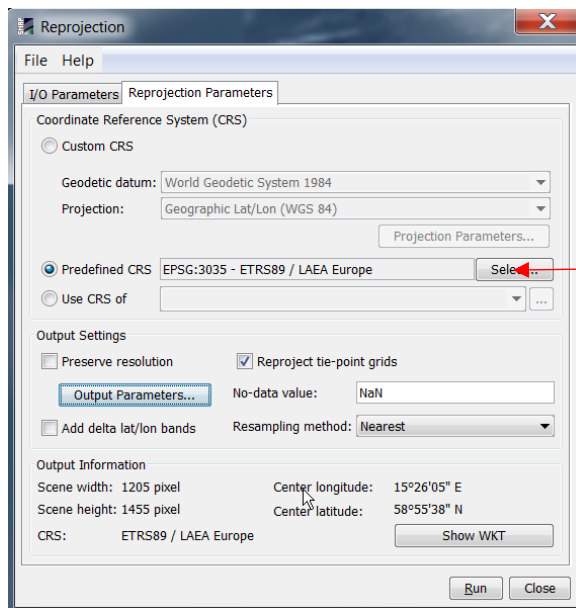 Reprojection
File Help
I/O Parameters Reprojection Parameters
Coordinate Reference System (CRS)
Custom CRS
Geodetic datum: World Geodetic System 1984
Projection: Geographic Lat/Lon (WGS 84)
Projection Parameters...
Predefined CRS EPSG:3035 - ETRS89 / LAEA Europe
Use CRS of ...
Output Settings
Preserve resolution Reproject tie-point grids
Output Parameters... No-data value: NaN
Add delta lat/lon bands Resampling method: Nearest
Output Information
Scene width: 1205 pixel Center longitude: 15°26'05" E
Scene height: 1455 pixel Center latitude: 58°55'38" N
CRS: ETRS89 / LAEA Europe Show WKT
Run Close